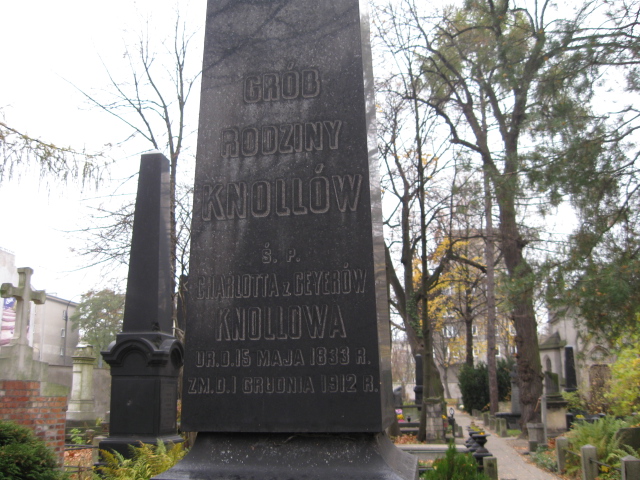 GRÓB
RODZINY
KNOLLÓW
Ś. P.
CHARLOTTA z GEYERÓW
KNOLLOWA
UR. D. 15 MAJA 1833 R.
ZM. D. 1 GRUDNIA 1912 R.